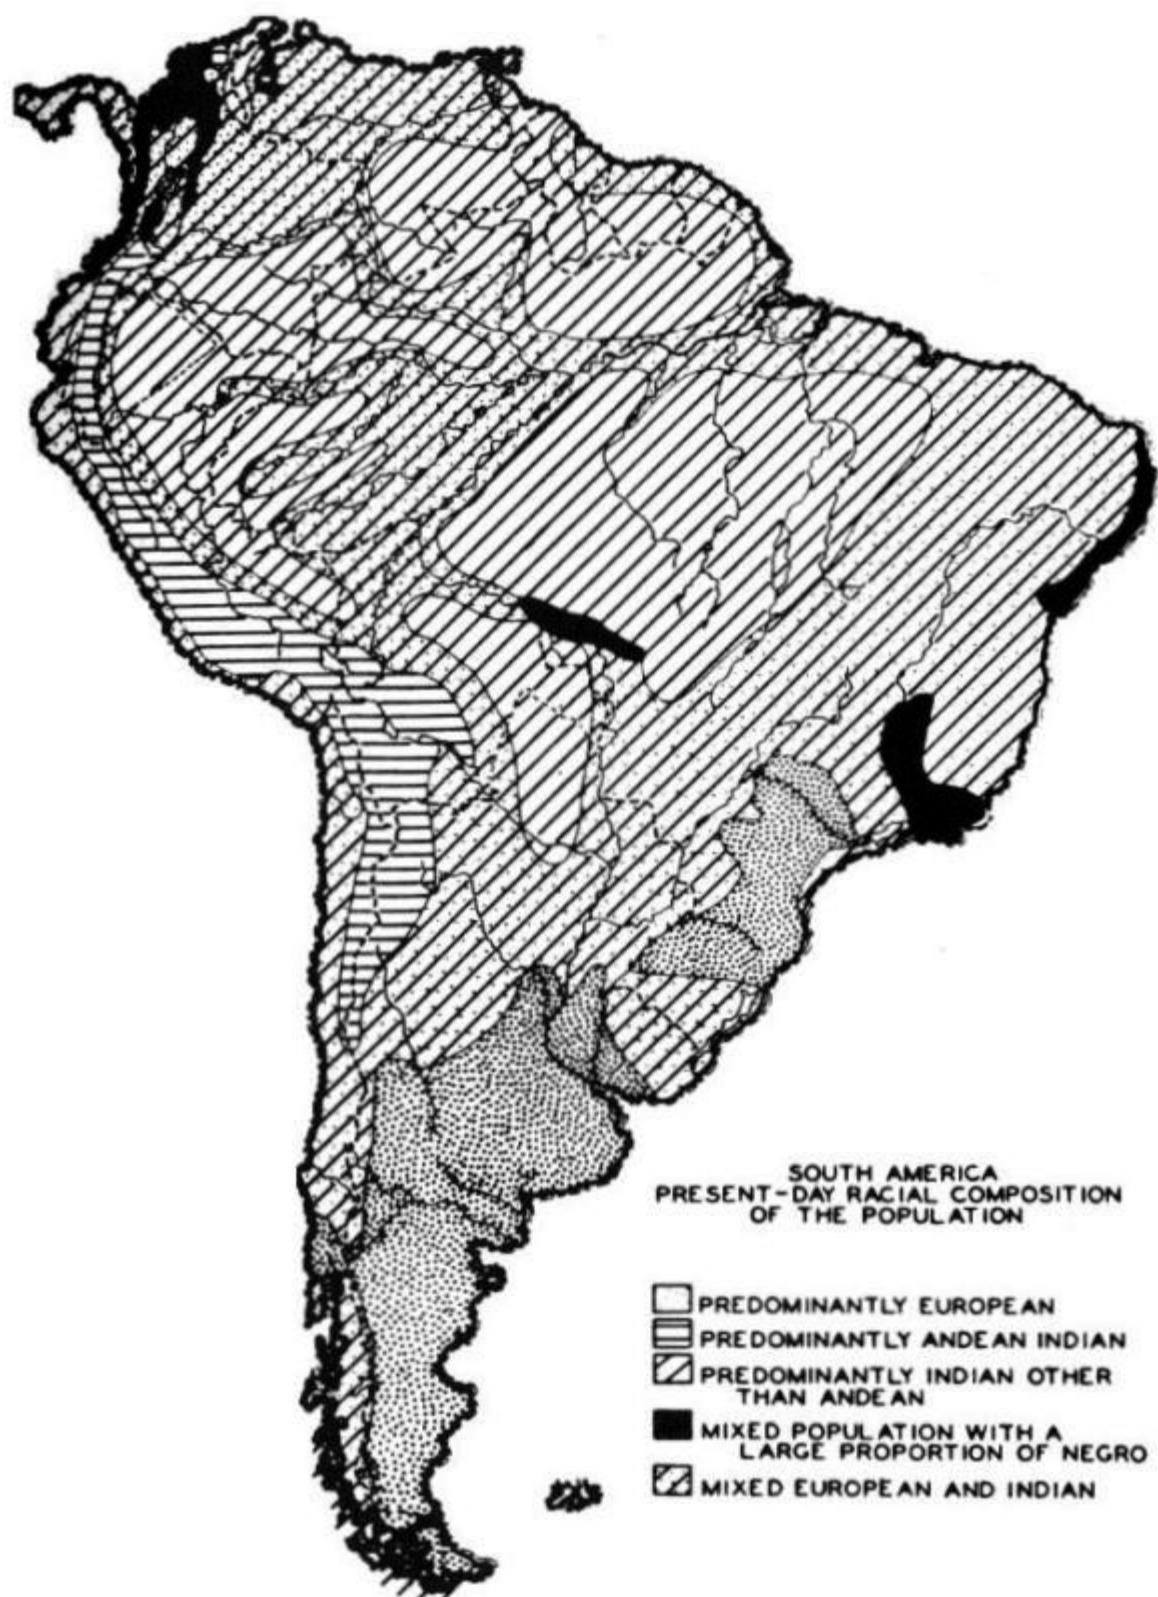 SOUTH AMERICA
PRESENT-DAY RACIAL COMPOSITION
OF THE POPULATION
PREDOMINANTLY EUROPEAN
PREDOMINANTLY ANDEAN INDIAN
PREDOMINANTLY INDIAN OTHER
THAN ANDEAN
MIXED POPULATION WITH A
LARGE PROPORTION OF NEGRO
MIXED EUROPEAN AND INDIAN